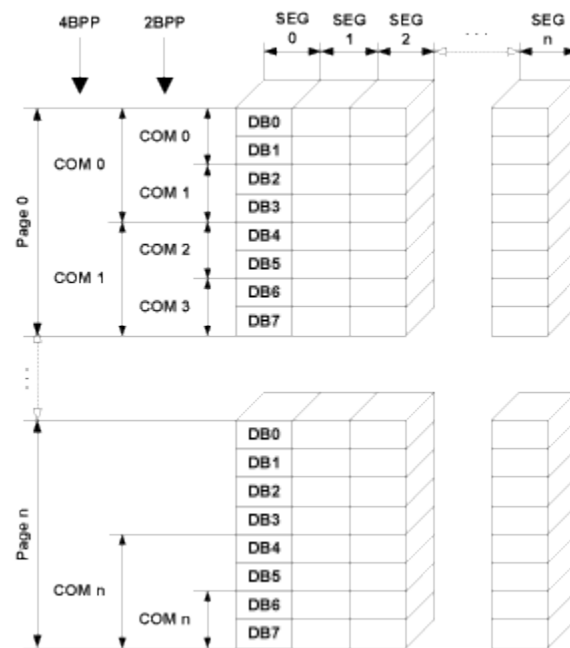 4BPP 2BPP
SEG 0 SEG 1 SEG 2 . . . SEG n
Page 0
COM 0
COM 1
COM 0
COM 1
COM 2
COM 3
DB0
DB1
DB2
DB3
DB4
DB5
DB6
DB7
. . .
Page n
COM n
COM n
DB0
DB1
DB2
DB3
DB4
DB5
DB6
DB7